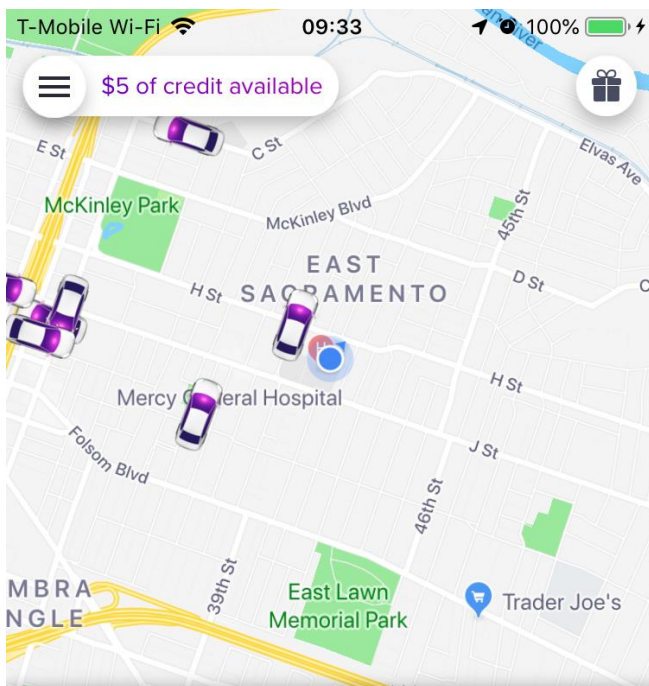 T-Mobile Wi-Fi 09:33 100%
$5 of credit available
River
E St
C St
Elvas Ave
McKinley Park
McKinley Blvd
45th St
EAST
SACRAMENTO
D St
H St
Mercy General Hospital
H St
J St
Folsom Blvd
46th St
39th St
East Lawn
Memorial Park
Trader Joe's
MBRA
NGLE